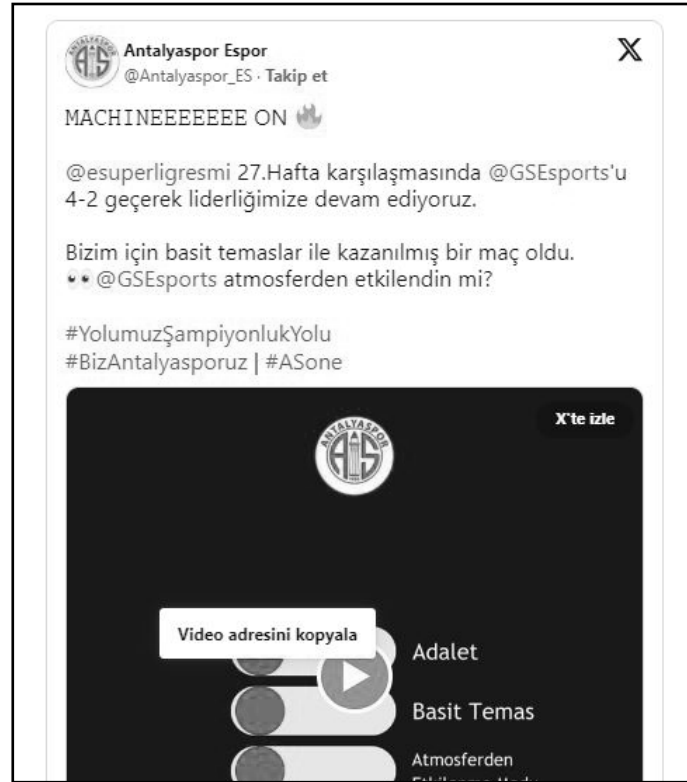 Antalyaspor Espor
@Antalyaspor_ES · Takip et
MACHINEEEEEEE ON 🔥
@esuperligresmi 27.Hafta karşılaşmasında @GSEsports'u
4-2 geçerek liderliğimize devam ediyoruz.
Bizim için basit temaslar ile kazanılmış bir maç oldu.
👀@GSEsports atmosferden etkilendin mi?
#YolumuzŞampiyonlukYolu
#BizAntalyasporuz | #ASone
X'te izle
ANTALYASPOR
Video adresini kopyala
Adalet
Basit Temas
Atmosferden